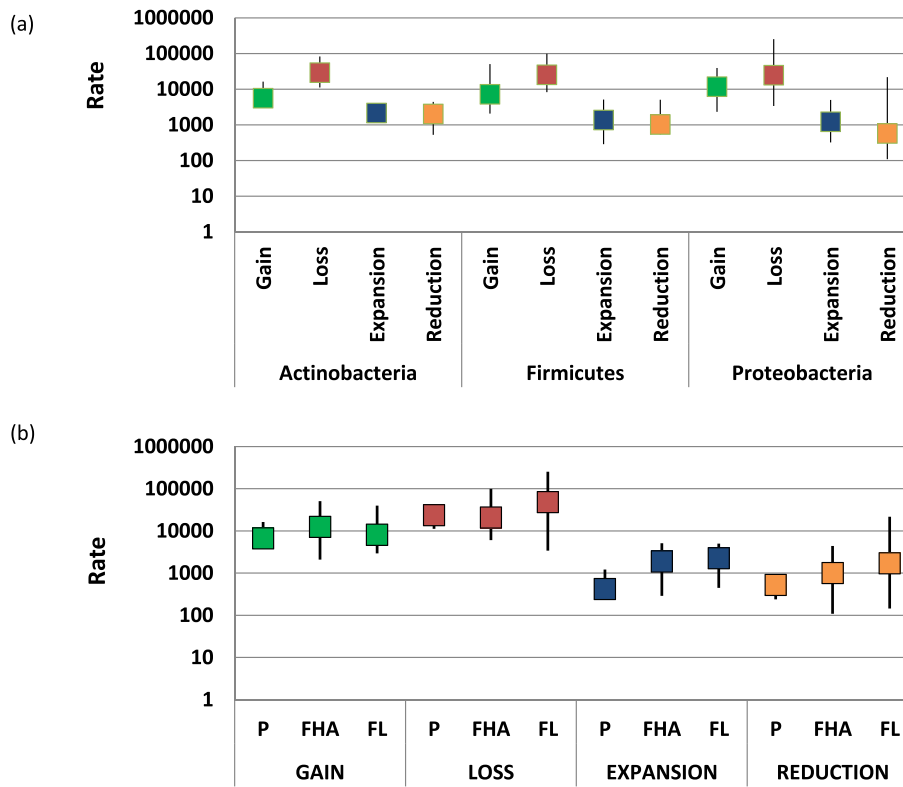 (a)
1000000
100000
10000
1000
100
10
1
Rate
Gain
Loss
Expansion
Reduction
Gain
Loss
Expansion
Reduction
Gain
Loss
Expansion
Reduction
Actinobacteria
Firmicutes
Proteobacteria
(b)
1000000
100000
10000
1000
100
10
1
Rate
P FHA FL P FHA FL P FHA FL P FHA FL
GAIN LOSS EXPANSION REDUCTION